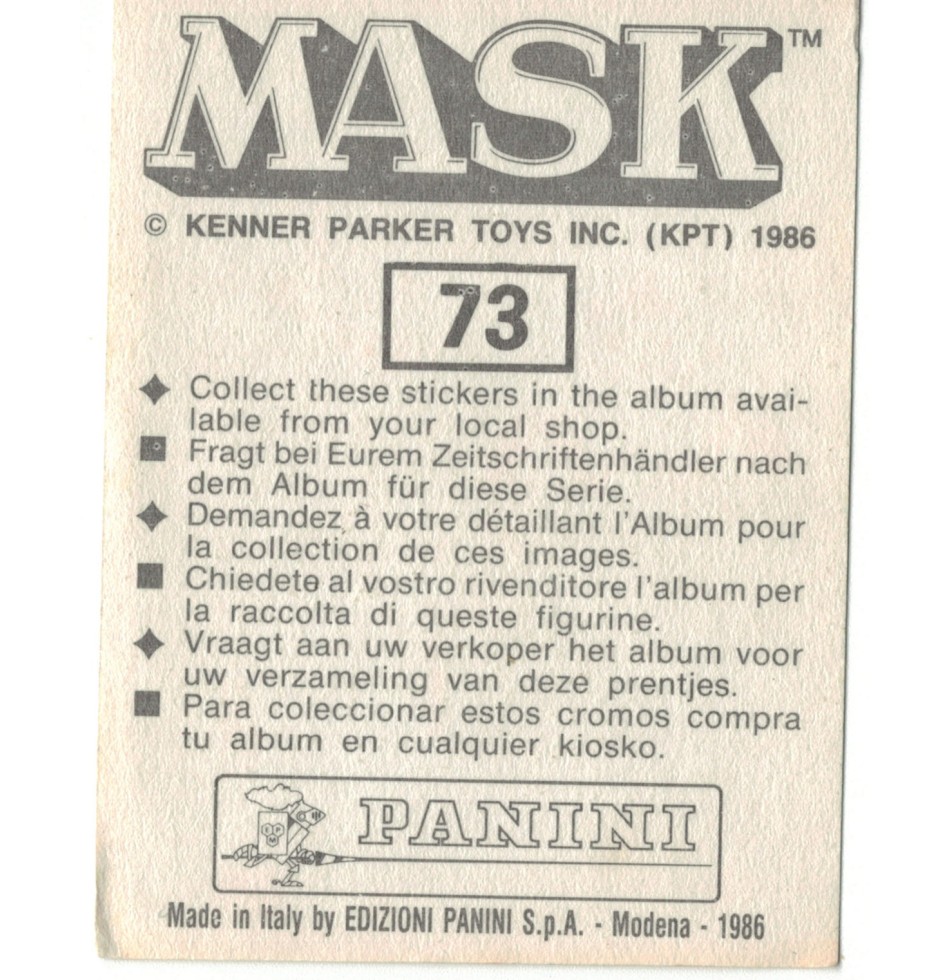 MASK™
© KENNER PARKER TOYS INC. (KPT) 1986
73
Collect these stickers in the album avai-
lable from your local shop.
Fragt bei Eurem Zeitschriftenhändler nach
dem Album für diese Serie.
Demandez à votre détaillant l'Album pour
la collection de ces images.
Chiedete al vostro rivenditore l'album per
la raccolta di queste figurine.
Vraagt aan uw verkoper het album voor
uw verzameling van deze prentjes.
Para coleccionar estos cromos compra
tu album en cualquier kiosko.
PANINI
Made in Italy by EDIZIONI PANINI S.p.A. - Modena - 1986